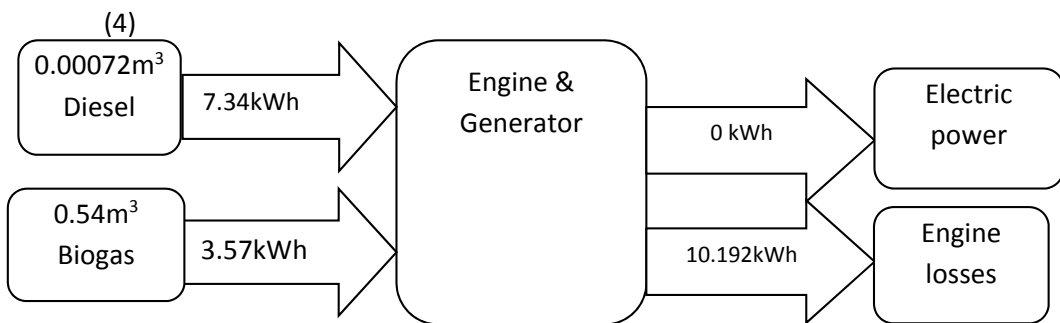 (4)
0.00072m³
Diesel
7.34kWh
Engine &
Generator
0 kWh
Electric
power
0.54m³
Biogas
3.57kWh
10.192kWh
Engine
losses